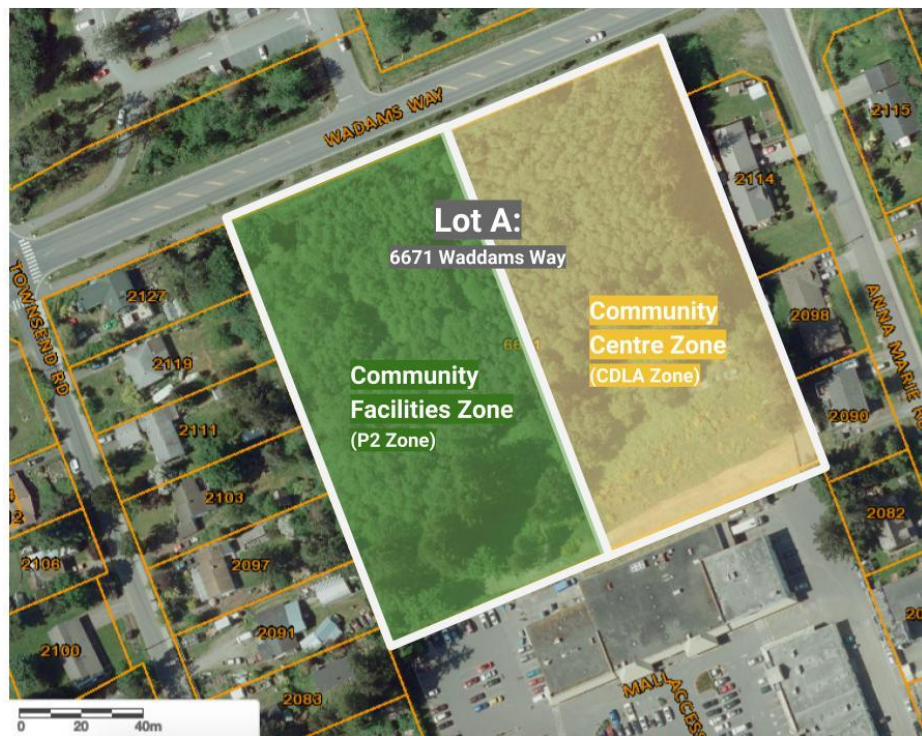 WADAMS WAY
2115
2114
Lot A:
6671 Waddams Way
TOWNSEND RD
2127
ANNA MARIE
2098
Community
Centre Zone
(CDLA Zone)
2119
Community
Facilities Zone
(P2 Zone)
2111
2090
2103
2082
2106
2097
2091
2100
2083
MALL ACCESS
0 20 40m